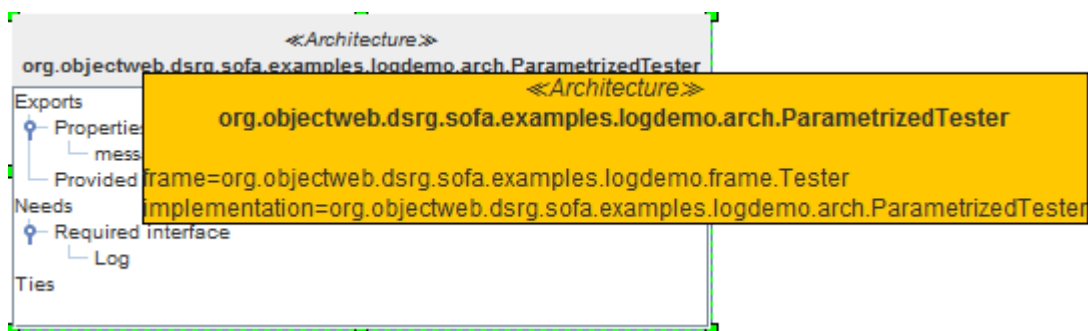 ≪Architecture≫
org.objectweb.dsrg.sofa.examples.logdemo.arch.ParametrizedTester
Exports
Properties
mess
Provided
Needs
Required interface
Log
Ties
≪Architecture≫
org.objectweb.dsrg.sofa.examples.logdemo.arch.ParametrizedTester
frame=org.objectweb.dsrg.sofa.examples.logdemo.frame.Tester
implementation=org.objectweb.dsrg.sofa.examples.logdemo.arch.ParametrizedTester